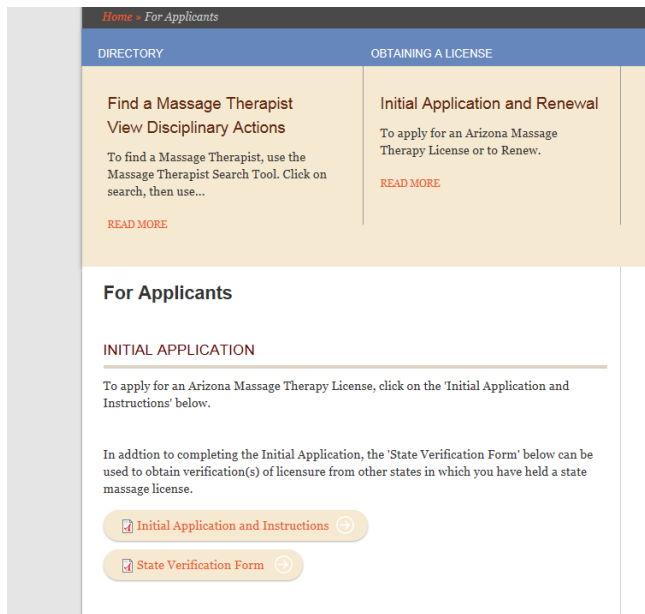 Home » For Applicants
DIRECTORY
OBTAINING A LICENSE
Find a Massage Therapist
View Disciplinary Actions
To find a Massage Therapist, use the
Massage Therapist Search Tool. Click on
search, then use...
READ MORE
Initial Application and Renewal
To apply for an Arizona Massage
Therapy License or to Renew.
READ MORE
For Applicants
INITIAL APPLICATION
To apply for an Arizona Massage Therapy License, click on the 'Initial Application and
Instructions' below.
In addtion to completing the Initial Application, the 'State Verification Form' below can be
used to obtain verification(s) of licensure from other states in which you have held a state
massage license.
Initial Application and Instructions
State Verification Form